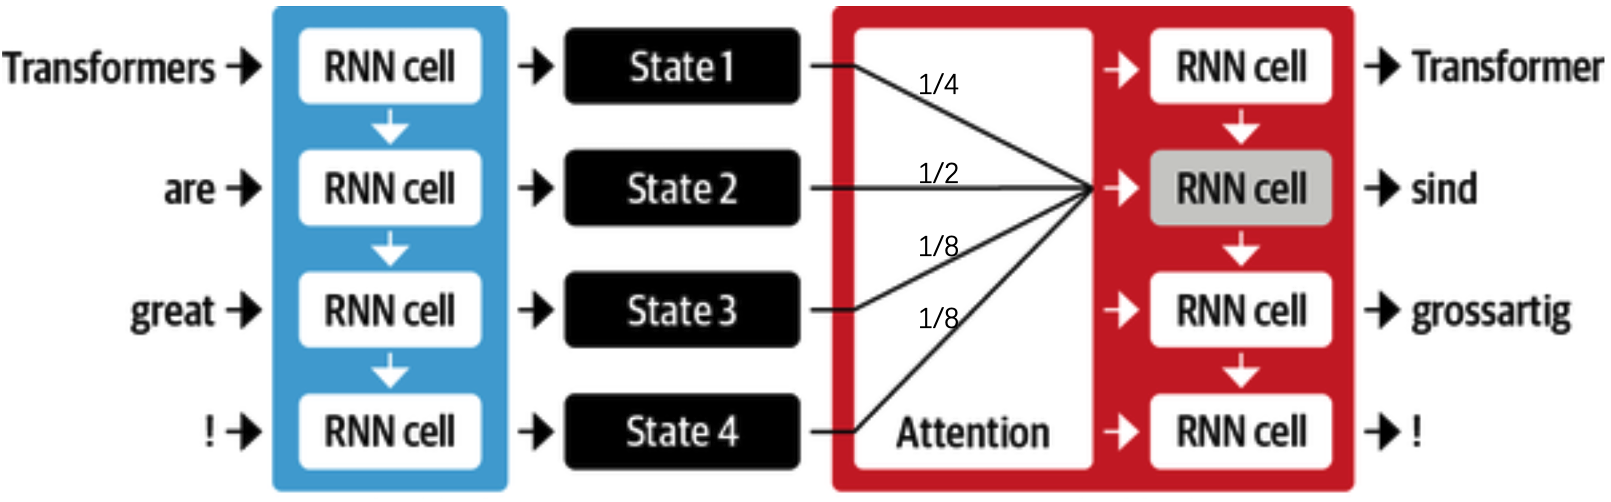 Transformers RNN cell State 1 RNN cell Transformer
1/4
are RNN cell State 2 1/2 RNN cell sind
1/8
great RNN cell State 3 RNN cell grossartig
1/8
! RNN cell State 4 Attention RNN cell !